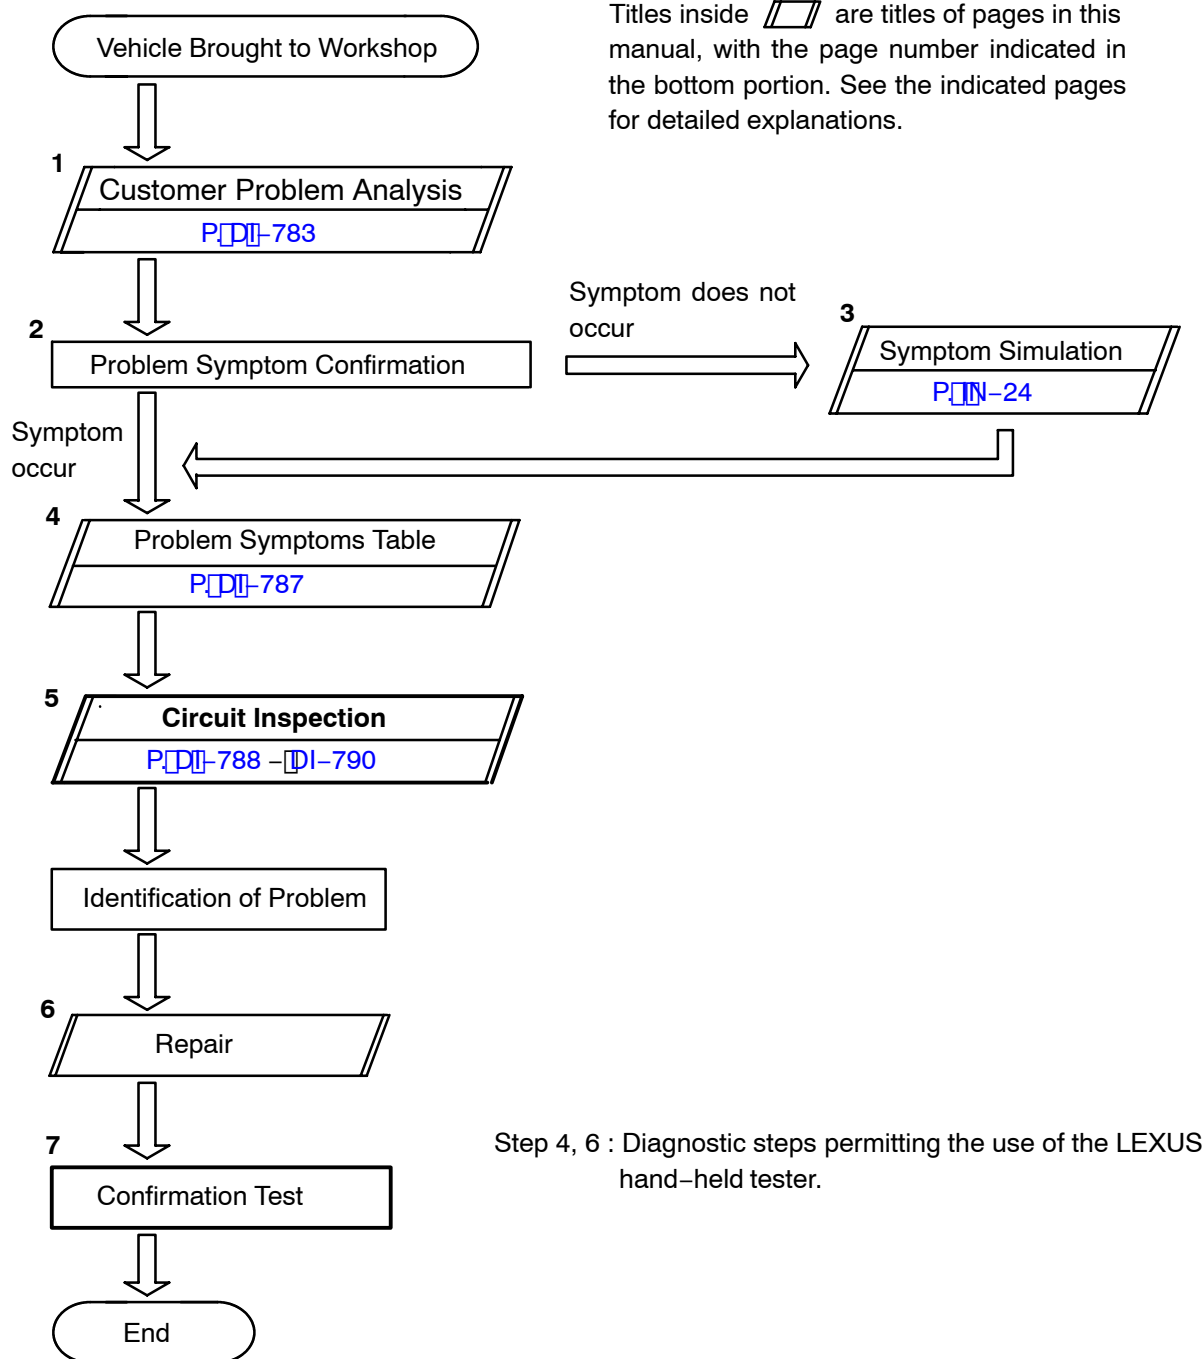 Titles inside are titles of pages in this
manual, with the page number indicated in
the bottom portion. See the indicated pages
for detailed explanations.
Vehicle Brought to Workshop
1
Customer Problem Analysis
P. DI–783
2
Problem Symptom Confirmation
Symptom does not
occur
3
Symptom Simulation
P. IN–24
Symptom
occur
4
Problem Symptoms Table
P. DI–787
5
Circuit Inspection
P. DI–788 – DI–790
Identification of Problem
6
Repair
7
Confirmation Test
Step 4, 6 : Diagnostic steps permitting the use of the LEXUS
hand–held tester.
End